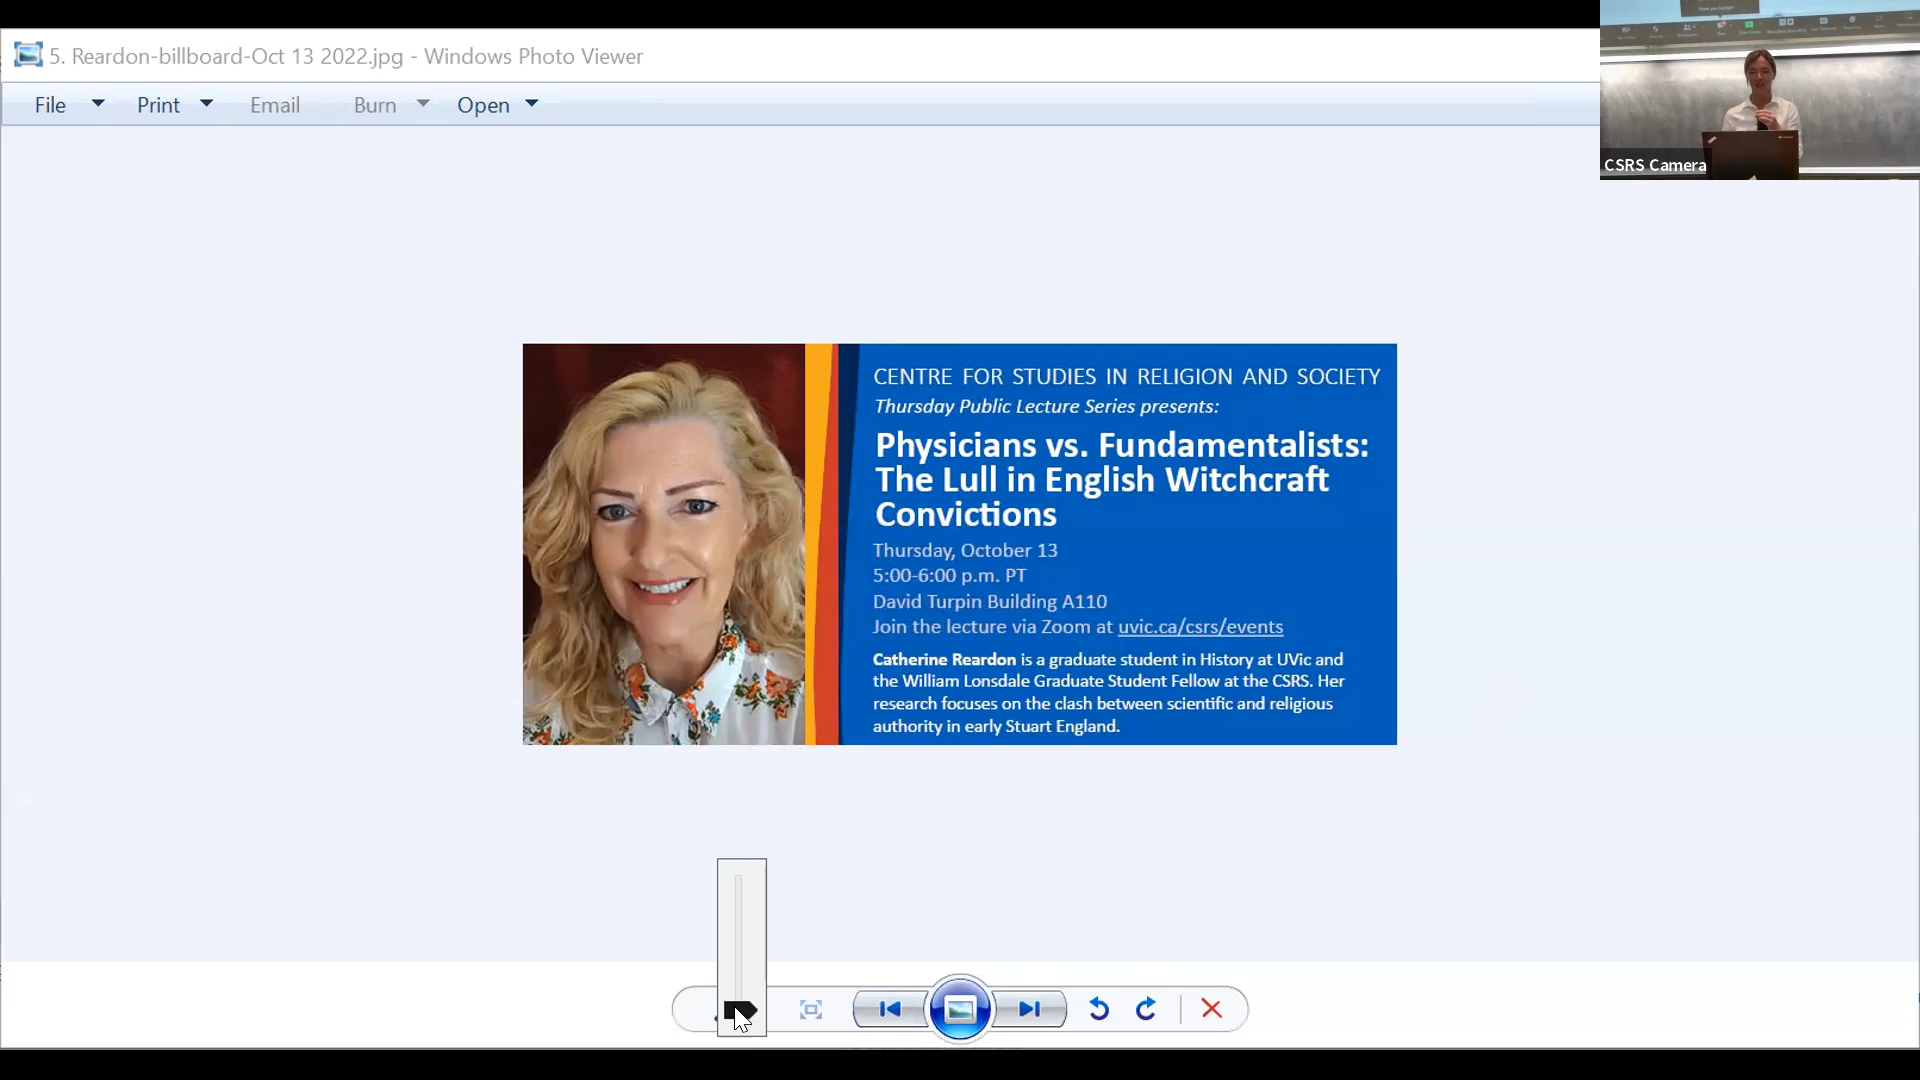 5. Reardon-billboard-Oct 13 2022.jpg - Windows Photo Viewer
File Print Email Burn Open
CSRS Camera
CENTRE FOR STUDIES IN RELIGION AND SOCIETY
Thursday Public Lecture Series presents:
Physicians vs. Fundamentalists:
The Lull in English Witchcraft
Convictions
Thursday, October 13
5:00-6:00 p.m. PT
David Turpin Building A110
Join the lecture via Zoom at uvic.ca/csrs/events
Catherine Reardon is a graduate student in History at UVic and
the William Lonsdale Graduate Student Fellow at the CSRS. Her
research focuses on the clash between scientific and religious
authority in early Stuart England.